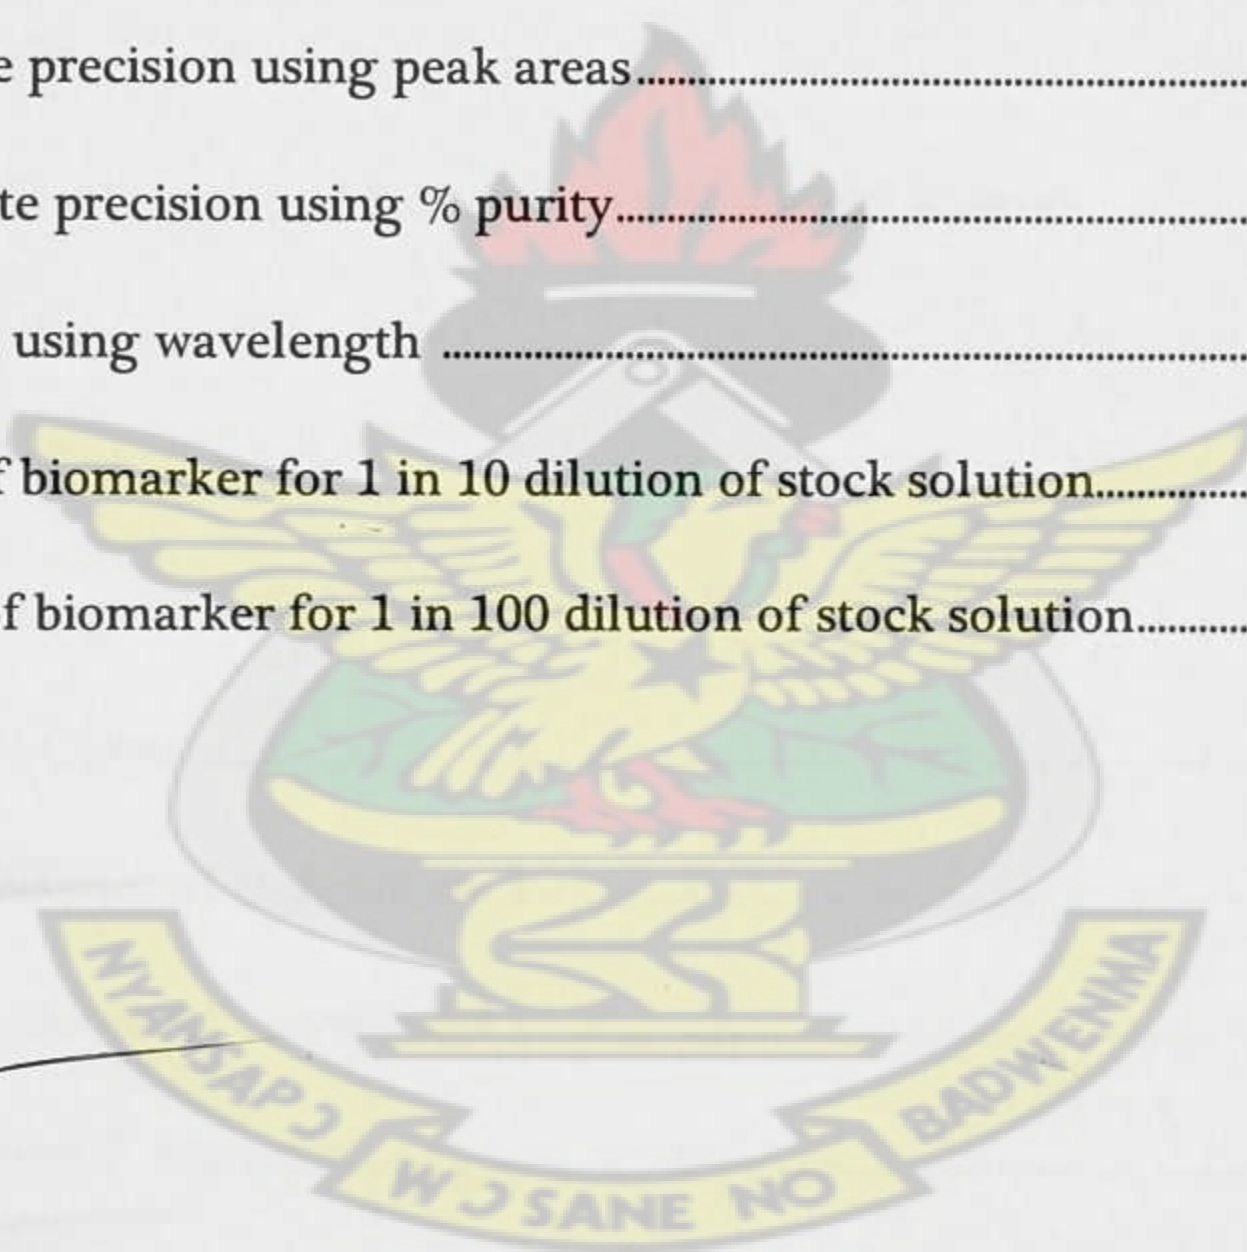 e precision using peak areas..............................
te precision using % purity..............................
using wavelength ..............................
f biomarker for 1 in 10 dilution of stock solution...............
f biomarker for 1 in 100 dilution of stock solution...........
NYANSAPƆ
WƆSANE NO
BADWENMA